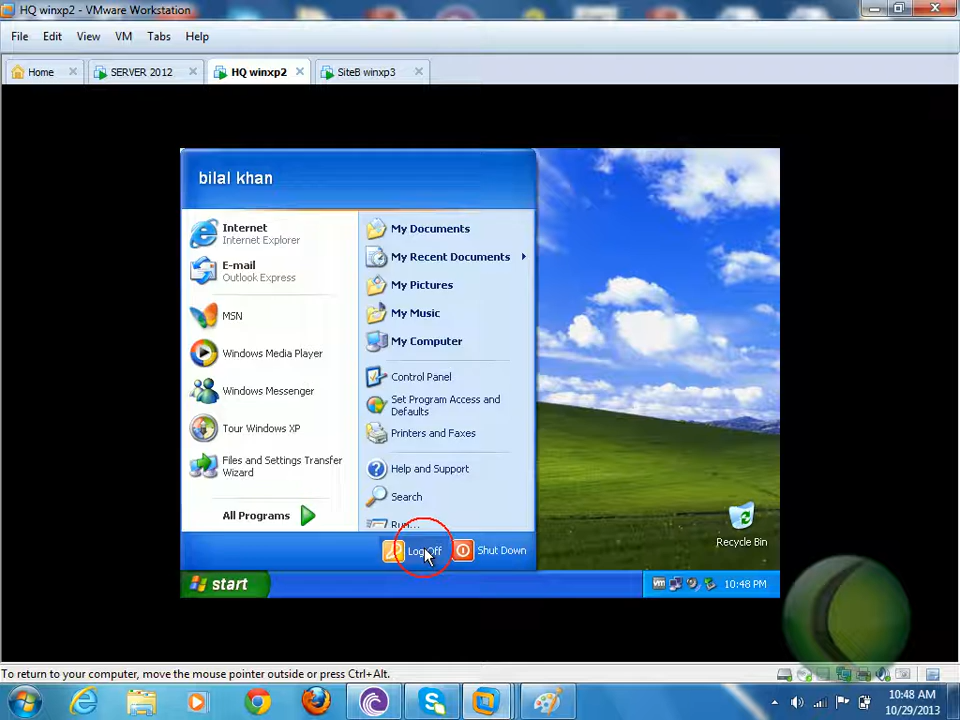 HQ winxp2 - VMware Workstation
File Edit View VM Tabs Help
Home SERVER 2012 HQ winxp2 SiteB winxp3
bilal khan
Internet
Internet Explorer
E-mail
Outlook Express
MSN
Windows Media Player
Windows Messenger
Tour Windows XP
Files and Settings Transfer
Wizard
All Programs
My Documents
My Recent Documents
My Pictures
My Music
My Computer
Control Panel
Set Program Access and
Defaults
Printers and Faxes
Help and Support
Search
Run...
Log Off Shut Down
Recycle Bin
start
vm
10:48 PM
To return to your computer, move the mouse pointer outside or press Ctrl+Alt.
10:48 AM
10/29/2013